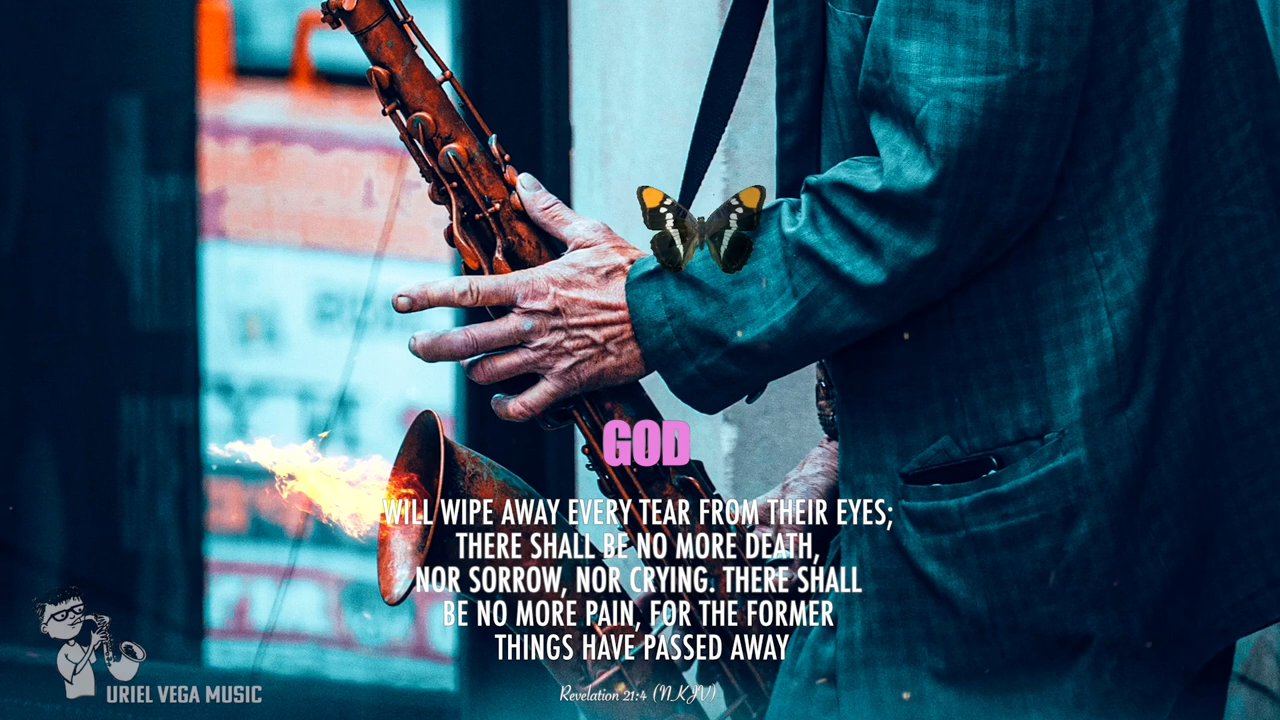 GOD
WILL WIPE AWAY EVERY TEAR FROM THEIR EYES;
THERE SHALL BE NO MORE DEATH,
NOR SORROW, NOR CRYING. THERE SHALL
BE NO MORE PAIN, FOR THE FORMER
THINGS HAVE PASSED AWAY
Revelation 21:4 (NKJV)
URIEL VEGA MUSIC